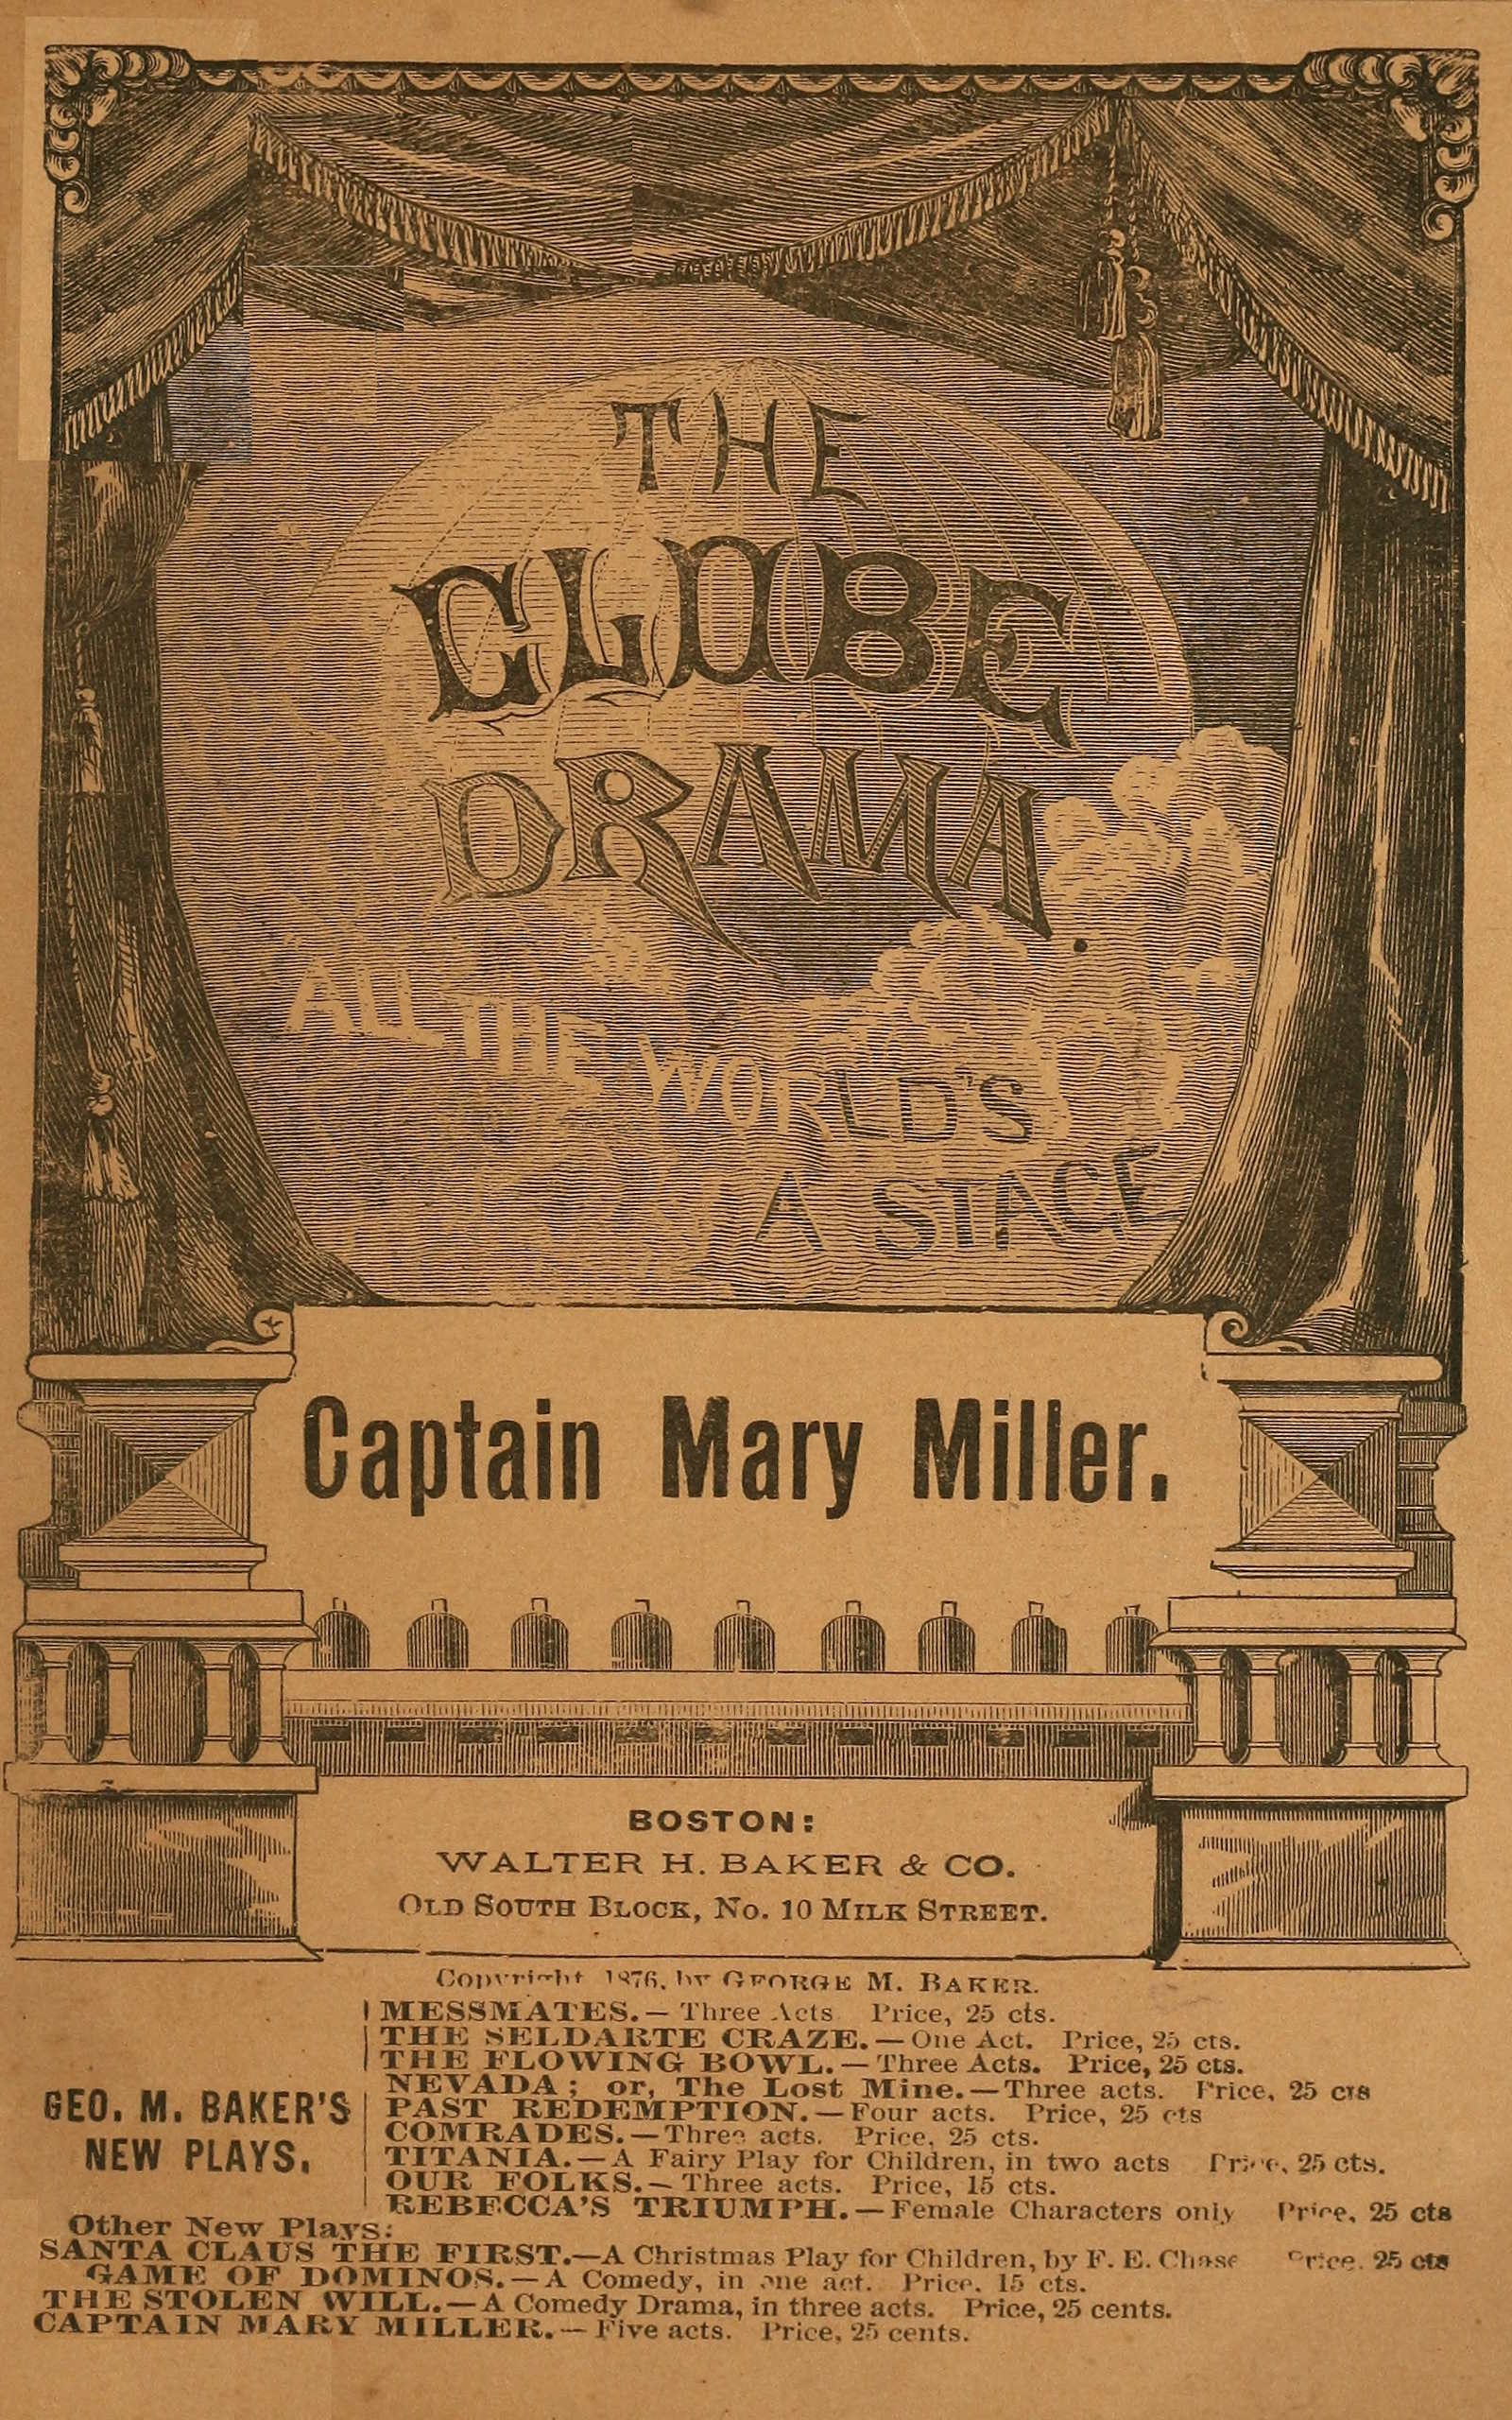 THE
GLOBE
DRAMA
ALL THE WORLD'S
A STAGE
Captain Mary Miller.
BOSTON:
WALTER H. BAKER & CO.
OLD SOUTH BLOCK, No. 10 MILK STREET.
Copyright, 1876, by GEORGE M. BAKER.
GEO. M. BAKER'S
NEW PLAYS.
MESSMATES.—Three Acts Price, 25 cts.
THE SELDARTE CRAZE.—One Act. Price, 25 cts.
THE FLOWING BOWL.—Three Acts. Price, 25 cts.
NEVADA; or, The Lost Mine.—Three acts. Price, 25 cts
PAST REDEMPTION.—Four acts. Price, 25 cts
COMRADES.—Three acts. Price, 25 cts.
TITANIA.—A Fairy Play for Children, in two acts Price, 25 cts.
OUR FOLKS.—Three acts. Price, 15 cts.
REBECCA'S TRIUMPH.—Female Characters only Price, 25 cts
Other New Plays:
SANTA CLAUS THE FIRST.—A Christmas Play for Children, by F. E. Chase Price, 25 cts
GAME OF DOMINOS.—A Comedy, in one act. Price, 15 cts.
THE STOLEN WILL.—A Comedy Drama, in three acts. Price, 25 cents.
CAPTAIN MARY MILLER.—Five acts. Price, 25 cents.